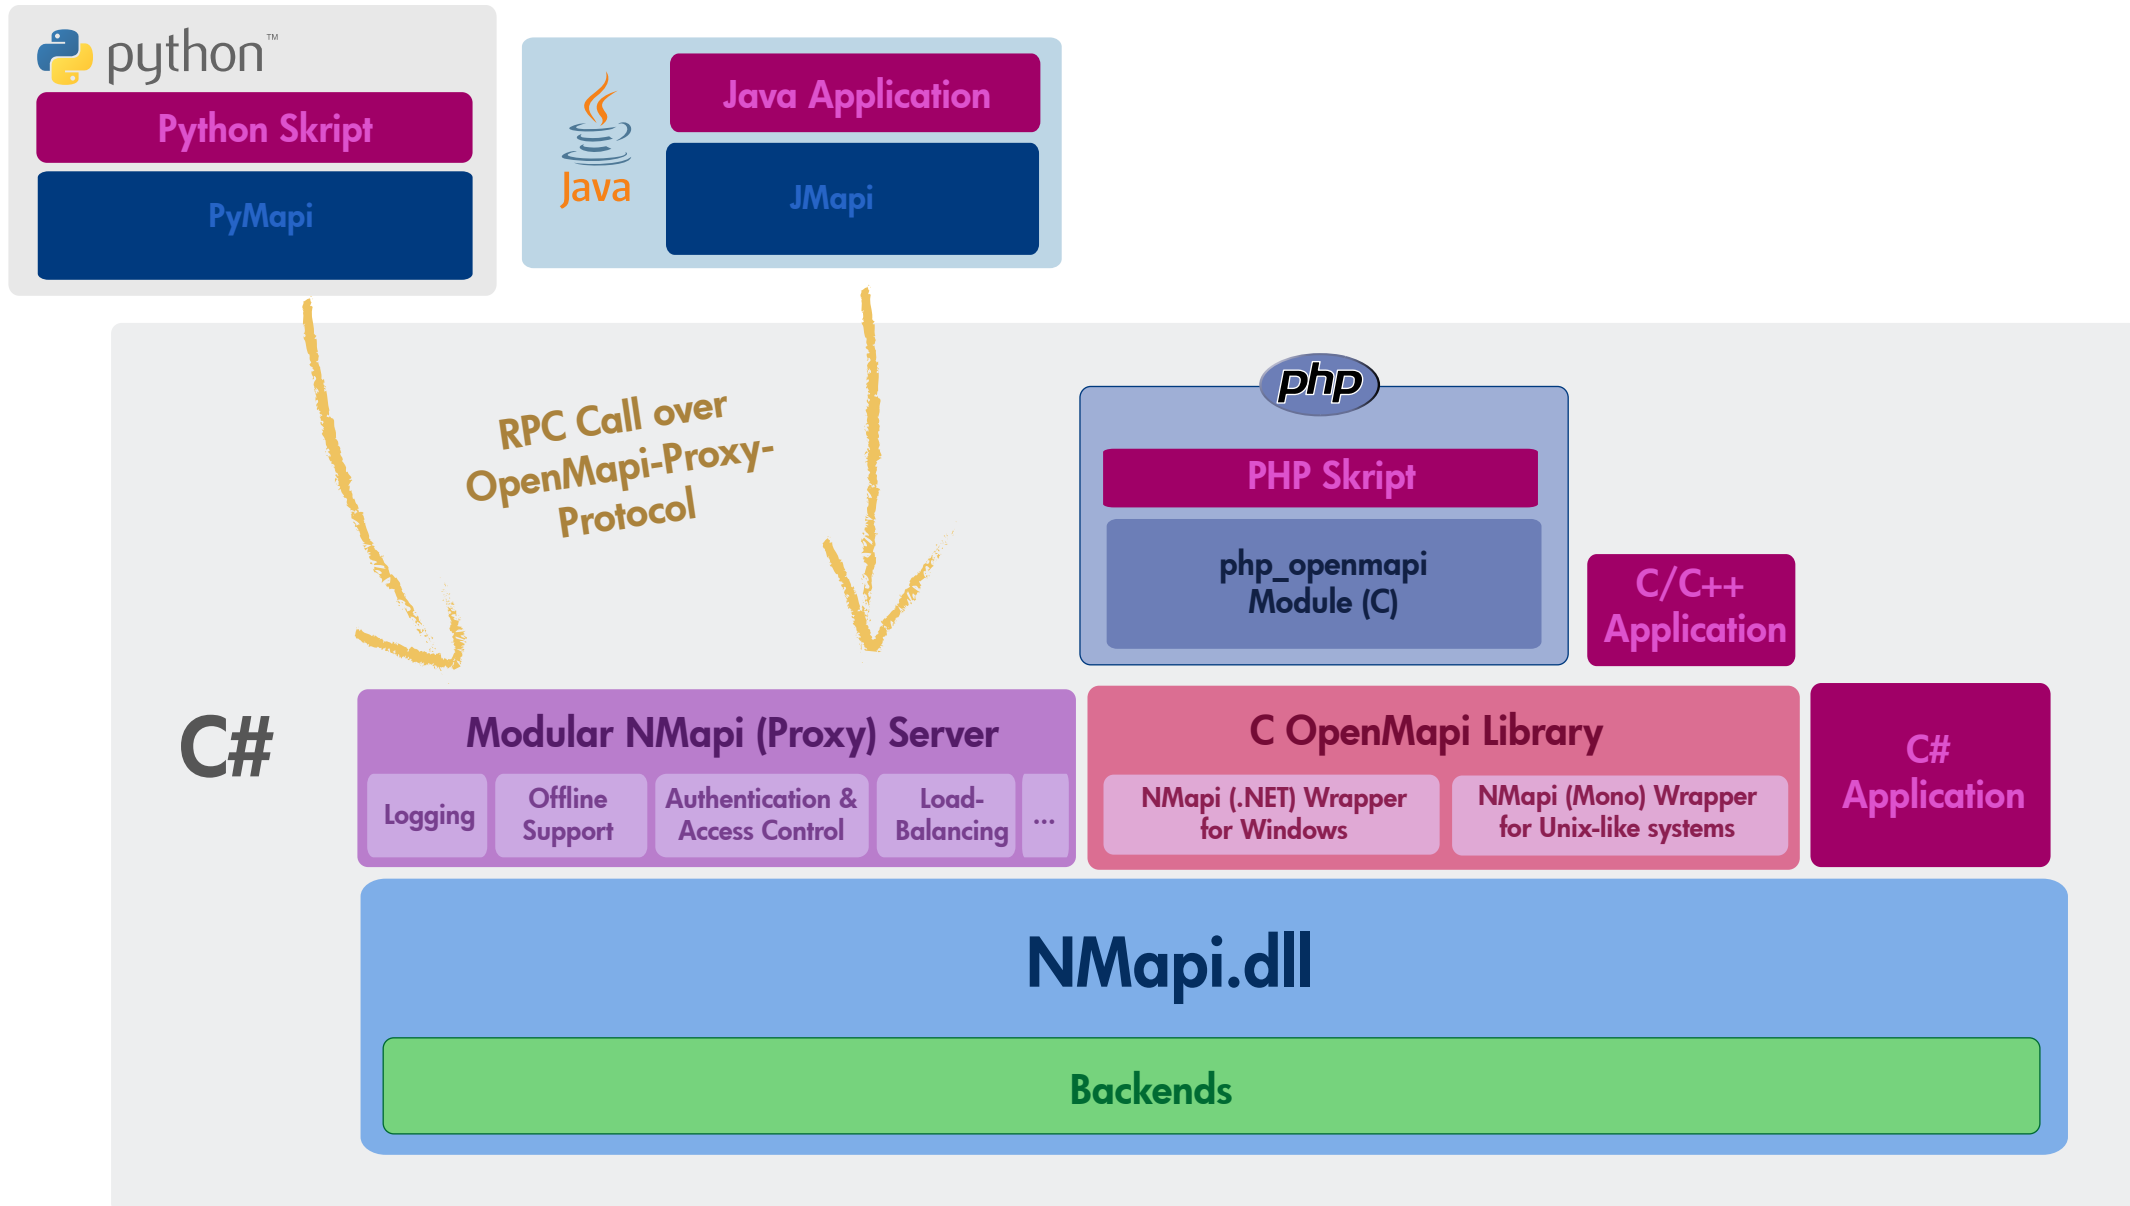 python™
Python Skript
PyMapi
Java
Java Application
JMapi
RPC Call over
OpenMapi-Proxy-
Protocol
php
PHP Skript
php_openmapi
Module (C)
C/C++
Application
C#
Modular NMapi (Proxy) Server
Logging
Offline
Support
Authentication &
Access Control
Load-
Balancing
...
C OpenMapi Library
NMapi (.NET) Wrapper
for Windows
NMapi (Mono) Wrapper
for Unix-like systems
C#
Application
NMapi.dll
Backends